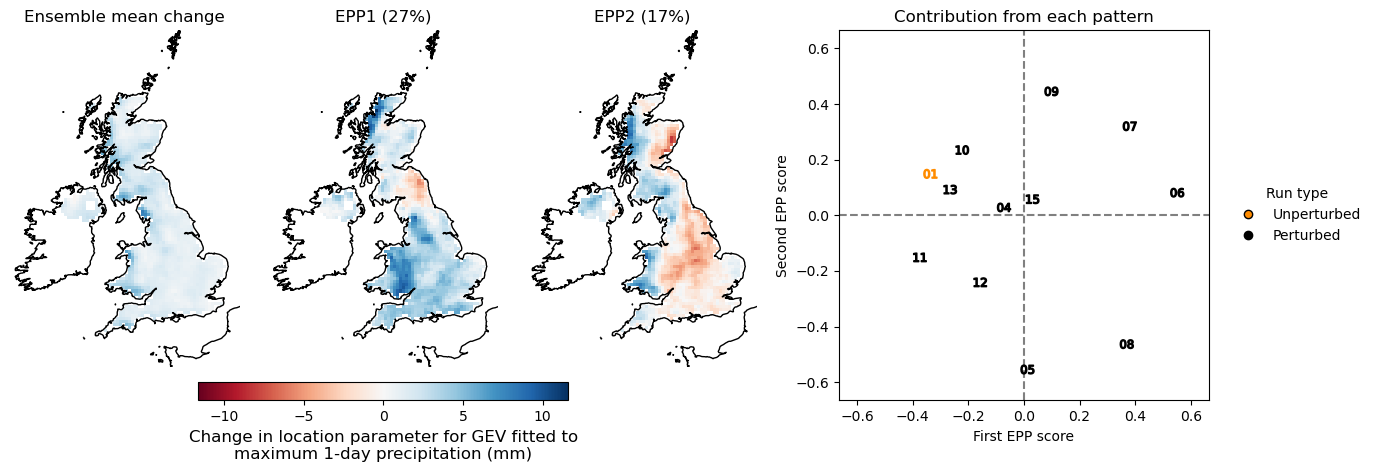 Ensemble mean change
EPP1 (27%)
EPP2 (17%)
Contribution from each pattern
−10 −5 0 5 10
Change in location parameter for GEV fitted to
maximum 1-day precipitation (mm)
Second EPP score
0.6
0.4
0.2
0.0
−0.2
−0.4
−0.6
09
07
10
01
13
06
15
04
11
12
08
05
−0.6 −0.4 −0.2 0.0 0.2 0.4 0.6
First EPP score
Run type
Unperturbed
Perturbed